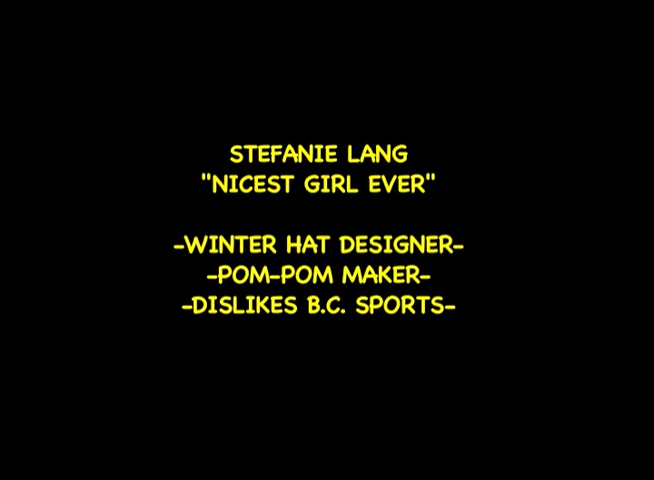 STEFANIE LANG
"NICEST GIRL EVER"
-WINTER HAT DESIGNER-
-POM-POM MAKER-
-DISLIKES B.C. SPORTS-